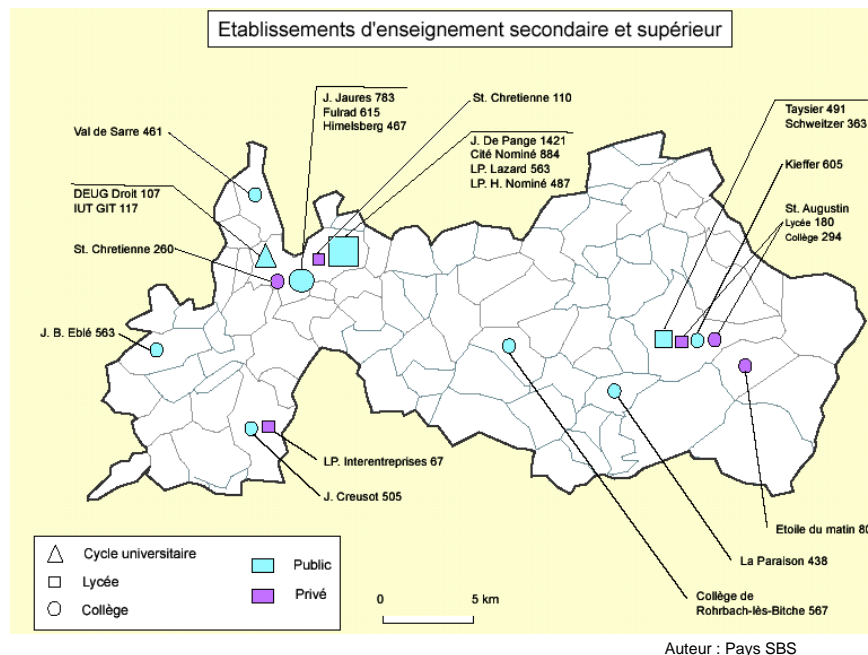 Etablissements d'enseignement secondaire et supérieur
J. Jaures 783
Fulrad 615
Himelsberg 467
St. Chretienne 110
Taysier 491
Schweitzer 363
Val de Sarre 461
J. De Pange 1421
Cité Nominé 884
LP. Lazard 563
LP. H. Nominé 487
Kieffer 605
DEUG Droit 107
IUT GIT 117
St. Augustin
Lycée 180
Collège 294
St. Chretienne 260
J. B. Eblé 563
LP. Interentreprises 67
J. Creusot 505
Etoile du matin 80
La Paraison 438
Collège de
Rohrbach-lès-Bitche 567
Cycle universitaire
Lycée
Collège
Public
Privé
0 5 km
Auteur : Pays SBS